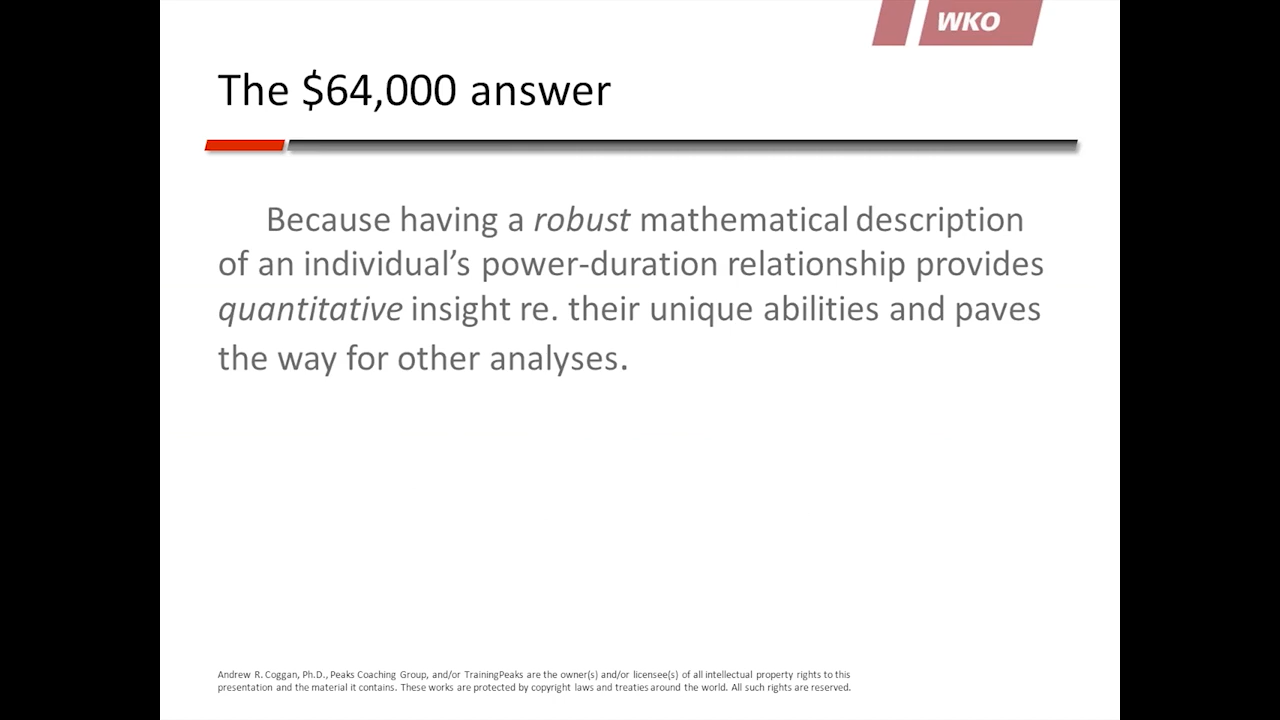 WKO
The $64,000 answer
Because having a robust mathematical description
of an individual’s power-duration relationship provides
quantitative insight re. their unique abilities and paves
the way for other analyses.
Andrew R. Coggan, Ph.D., Peaks Coaching Group, and/or TrainingPeaks are the owner(s) and/or licensee(s) of all intellectual property rights to this
presentation and the material it contains. These works are protected by copyright laws and treaties around the world. All such rights are reserved.